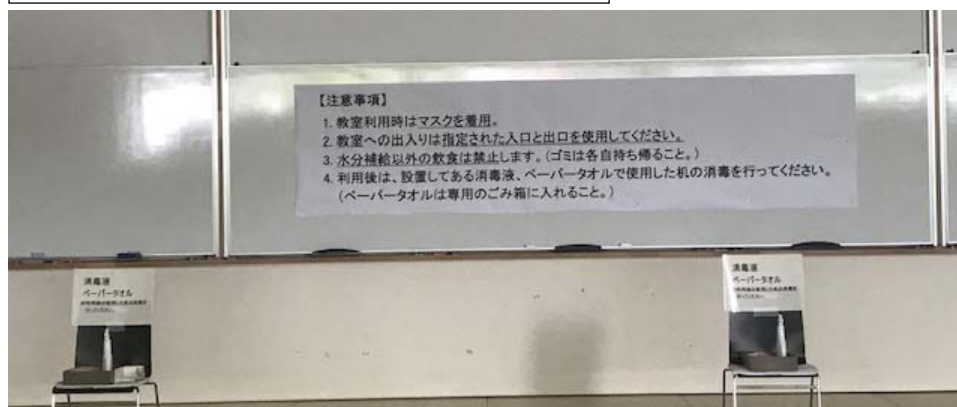 【注意事項】
1. 教室利用時はマスクを着用。
2. 教室への出入りは指定された入口と出口を使用してください。
3. 水分補給以外の飲食は禁止します。(ゴミは各自持ち帰ること。)
4. 利用後は、設置してある消毒液、ペーパータオルで使用した机の消毒を行ってください。
(ペーパータオルは専用のごみ箱に入れること。)
消毒液
ペーパータオル
消毒液
ペーパータオル